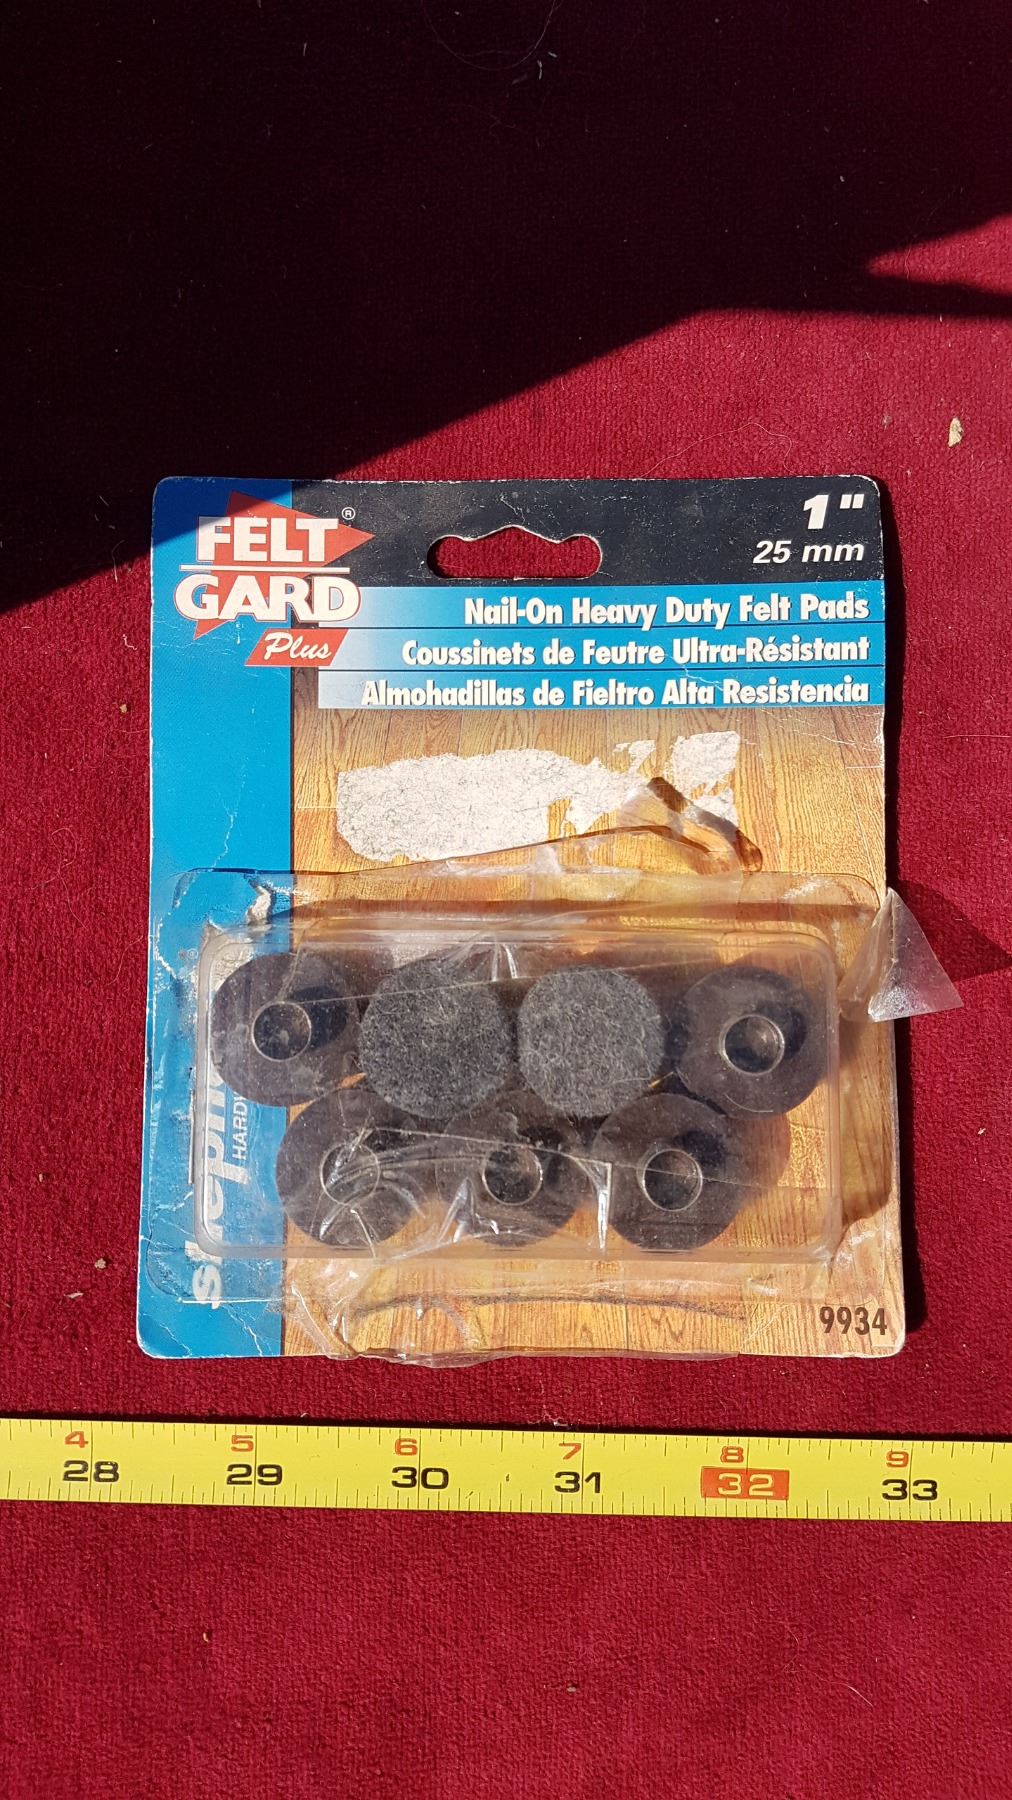 FELT®
GARD
Plus
1"
25 mm
Nail-On Heavy Duty Felt Pads
Coussinets de Feutre Ultra-Résistant
Almohadillas de Fieltro Alta Resistencia
9934
4 5 6 7 8 9
28 29 30 31 32 33